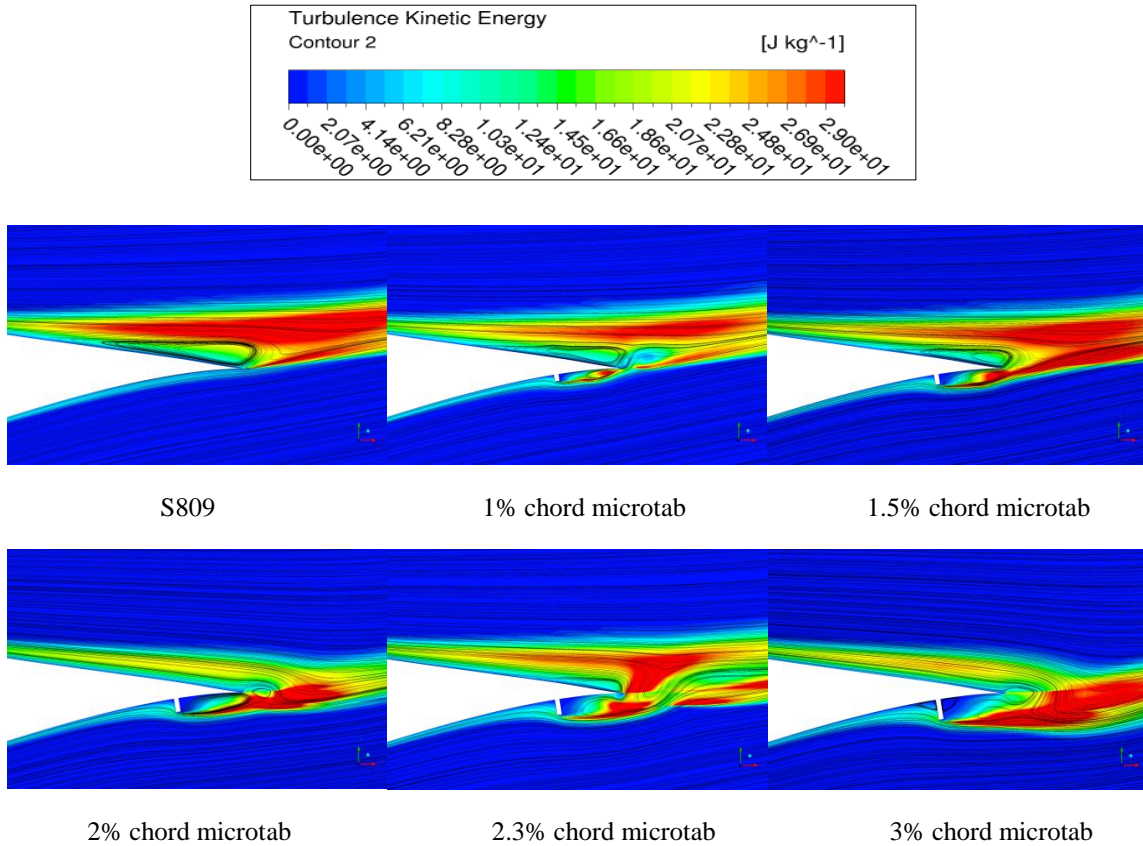 Turbulence Kinetic Energy
Contour 2
[J kg^-1]
0.00e+00
2.07e+00
4.14e+00
6.21e+00
8.28e+00
1.03e+01
1.24e+01
1.45e+01
1.66e+01
1.86e+01
2.07e+01
2.28e+01
2.48e+01
2.69e+01
2.90e+01
S809
1% chord microtab
1.5% chord microtab
2% chord microtab
2.3% chord microtab
3% chord microtab